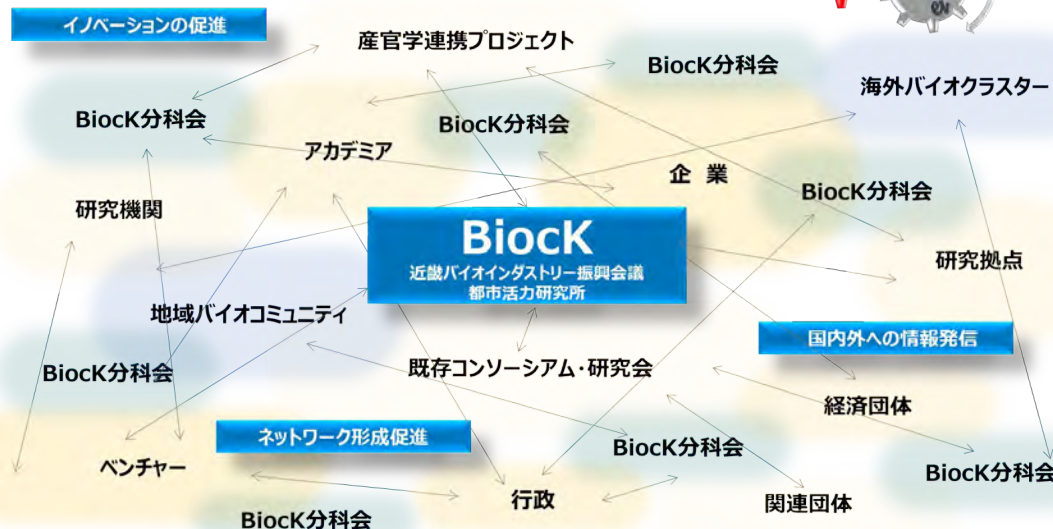 イノベーションの促進
産官学連携プロジェクト
BiocK分科会
海外バイオクラスター
BiocK分科会
BiocK分科会
アカデミア
企 業
BiocK分科会
研究機関
BiocK
近畿バイオインダストリー振興会議
都市活力研究所
研究拠点
地域バイオコミュニティ
国内外への情報発信
BiocK分科会
既存コンソーシアム・研究会
経済団体
ネットワーク形成促進
BiocK分科会
ベンチャー
BiocK分科会
行政
関連団体
BiocK分科会